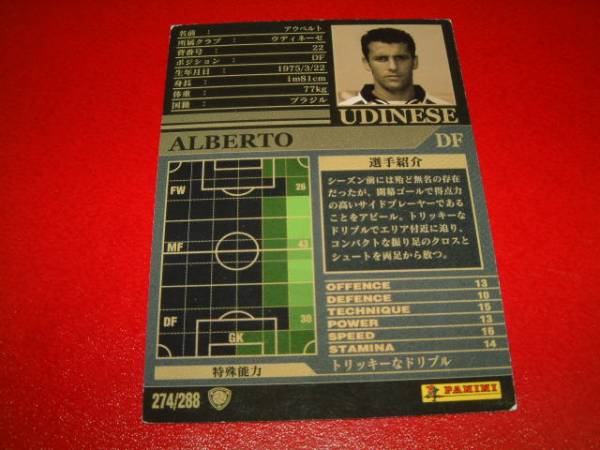 名前 : アウベルト
所属クラブ : ウディネーゼ
背番号 : 22
ポジション : DF
生年月日 : 1975/3/22
身長 : 1m81cm
体重 : 77kg
国籍 : ブラジル
UDINESE
ALBERTO DF
FW 26
MF 43
DF 30
GK
選手紹介
シーズン前には殆ど無名の存在
だったが、開幕ゴールで得点力
の高いサイドプレーヤーである
ことをアピール。トリッキーな
ドリブルでエリア付近に迫り、
コンパクトな振り足のクロスと
シュートを両足から放つ。
OFFENCE 13
DEFENCE 10
TECHNIQUE 15
POWER 13
SPEED 16
STAMINA 14
特殊能力 トリッキーなドリブル
274/288 PANINI